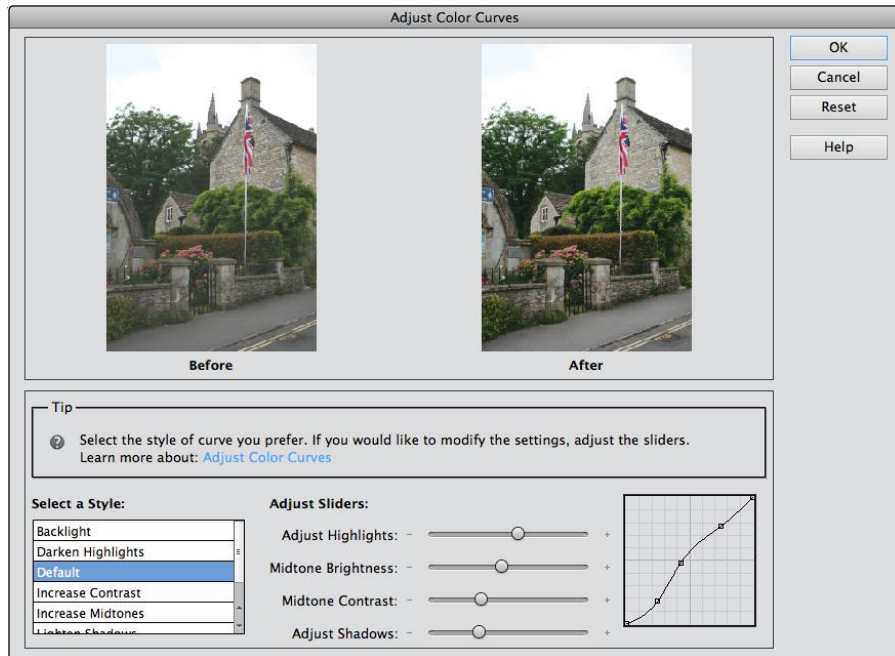 Adjust Color Curves
OK
Cancel
Reset
Help
Before
After
Tip
Select the style of curve you prefer. If you would like to modify the settings, adjust the sliders.
Learn more about: Adjust Color Curves
Select a Style:
Backlight
Darken Highlights
Default
Increase Contrast
Increase Midtones
Lighten Shadows
Adjust Sliders:
Adjust Highlights: - +
Midtone Brightness: - +
Midtone Contrast: - +
Adjust Shadows: - +